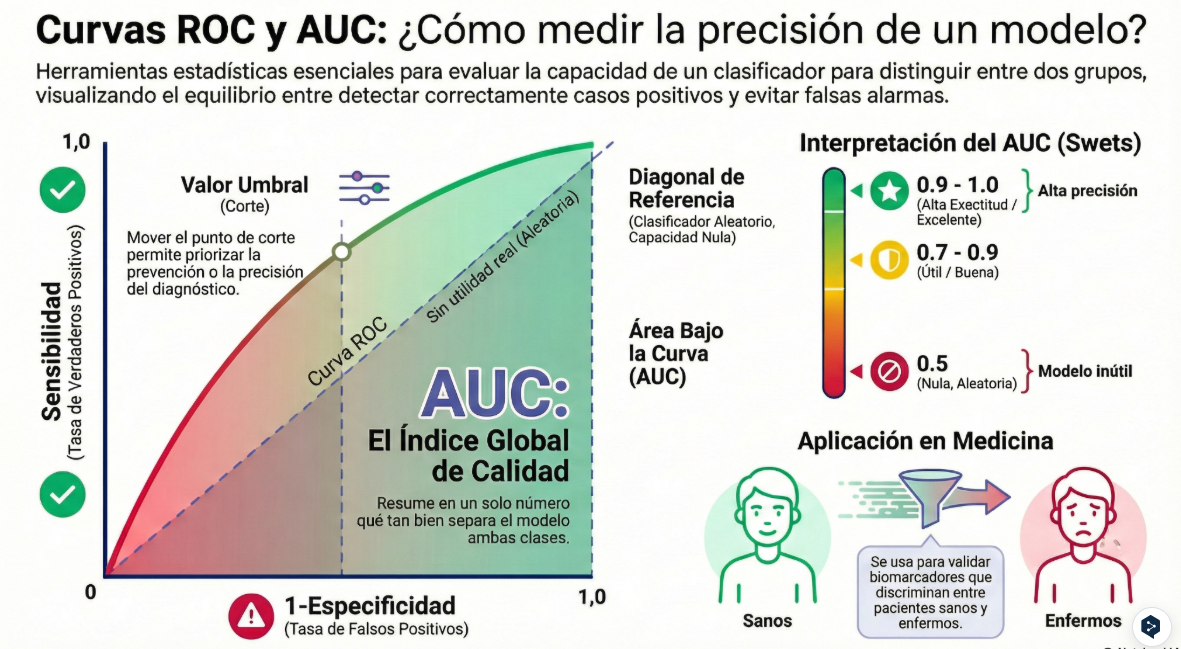 Curvas ROC y AUC: ¿Cómo medir la precisión de un modelo?
Herramientas estadísticas esenciales para evaluar la capacidad de un clasificador para distinguir entre dos grupos,
visualizando el equilibrio entre detectar correctamente casos positivos y evitar falsas alarmas.
1,0
Sensibilidad
(Tasa de Verdaderos Positivos)
Valor Umbral
(Corte)
Mover el punto de corte
permite priorizar la
prevención o la precisión
del diagnóstico.
Curva ROC
Sin utilidad real (Aleatoria)
AUC:
El Índice Global
de Calidad
Resume en un solo número
qué tan bien separa el modelo
ambas clases.
0
1-Especificidad
(Tasa de Falsos Positivos)
1,0
Diagonal de
Referencia
(Clasificador Aleatorio,
Capacidad Nula)
Área Bajo
la Curva
(AUC)
Interpretación del AUC (Swets)
0.9 - 1.0
(Alta Exectitud /
Excelente)
Alta precisión
0.7 - 0.9
(Útil / Buena)
0.5
(Nula, Aleatoria)
Modelo inútil
Aplicación en Medicina
Se usa para validar
biomarcadores que
discriminan entre
pacientes sanos y
enfermos.
Sanos
Enfermos